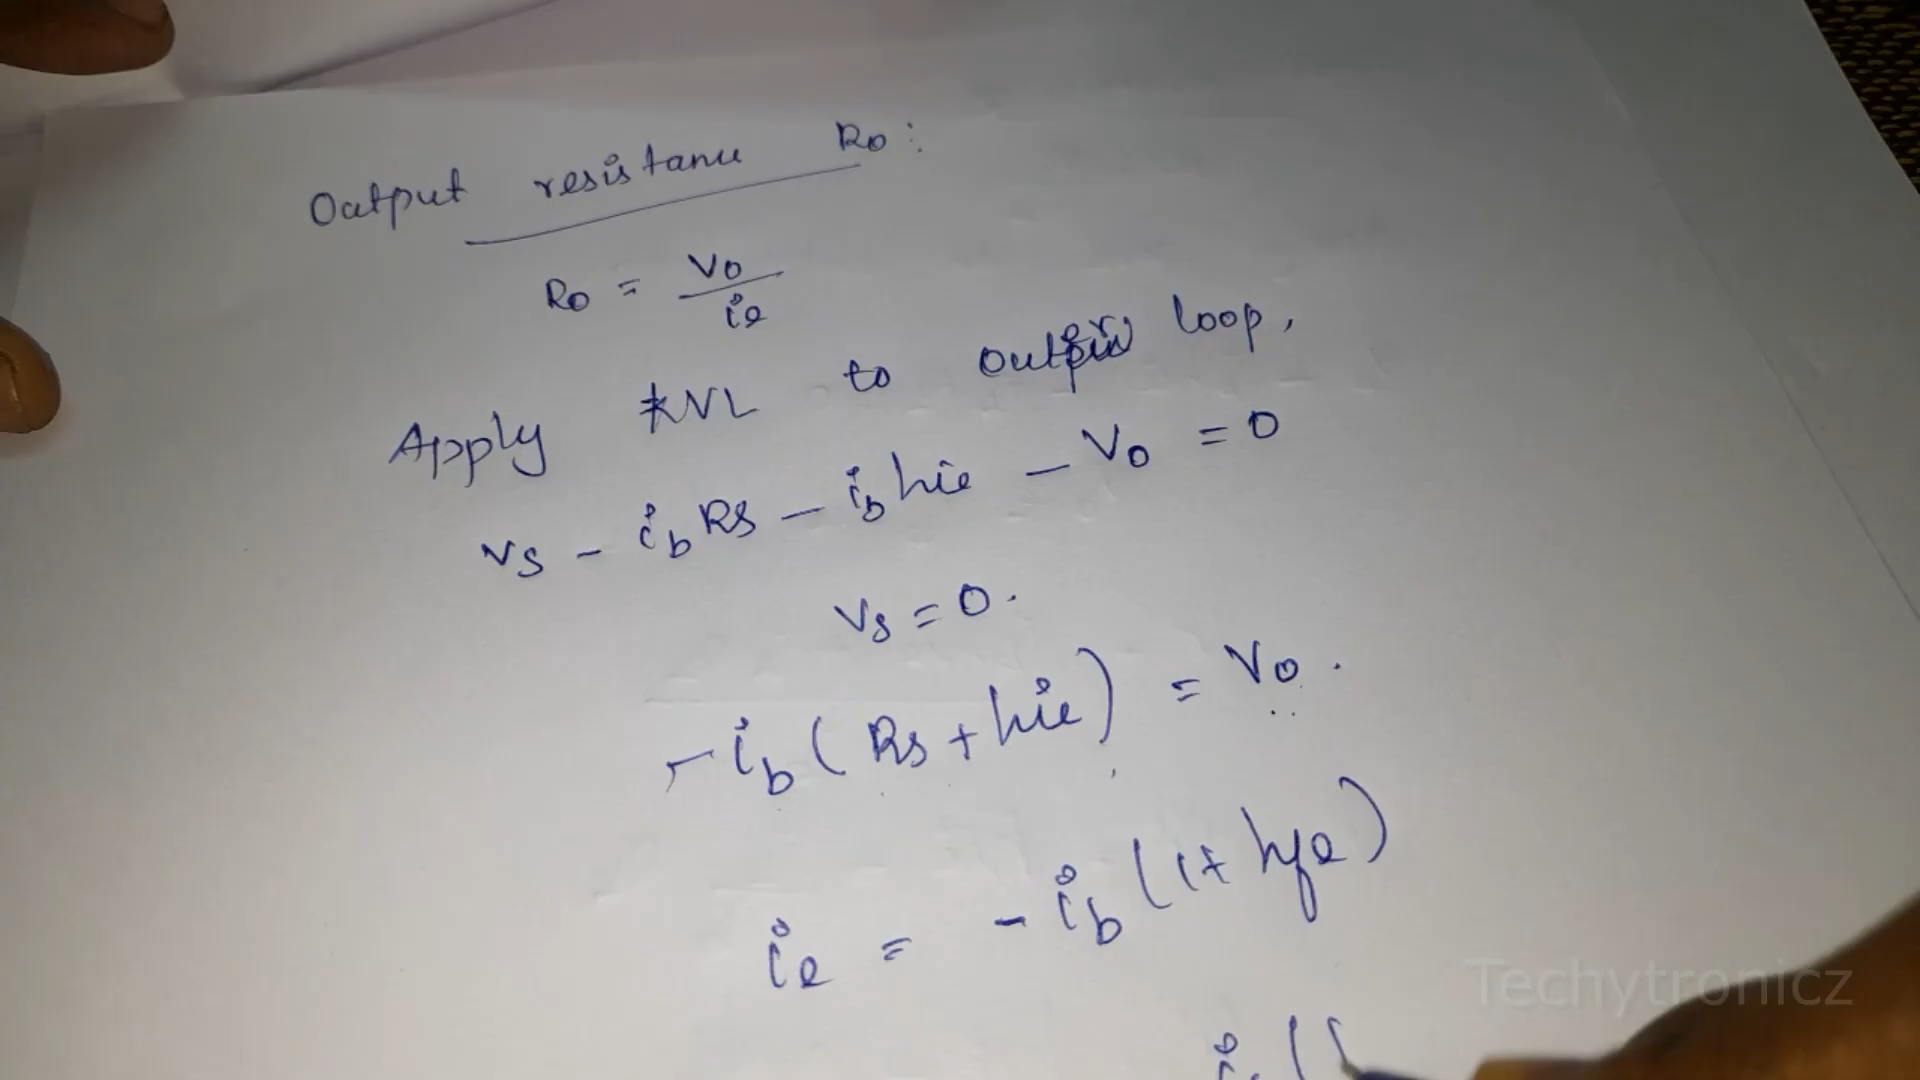 Output resistance Ro:
Ro = Vo / ie
Apply KVL to outer loop,
Vs - ib Rs - ib hie - Vo = 0
Vs = 0.
- ib ( Rs + hie ) = Vo.
ie = - ib ( 1 + hfe )
Techytronicz